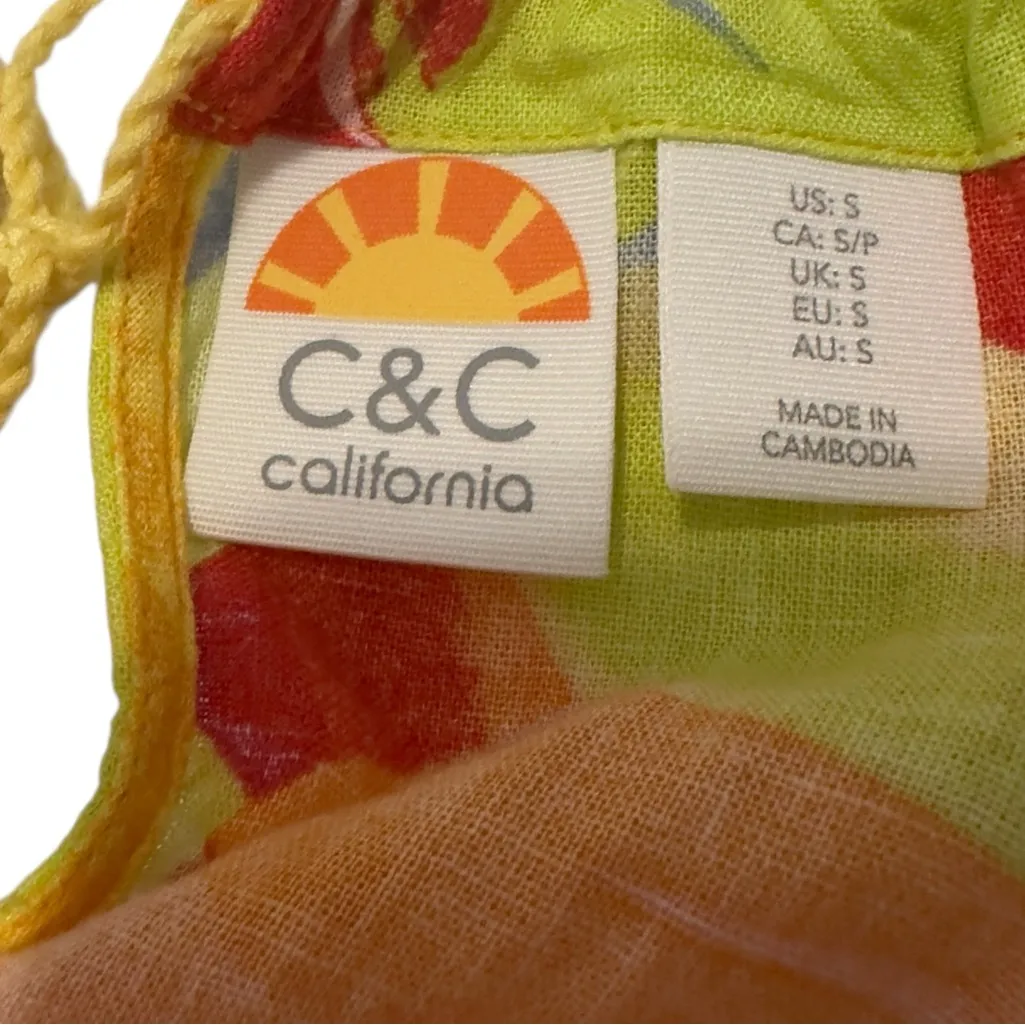 C&C
california
US: S
CA: S/P
UK: S
EU: S
AU: S
MADE IN
CAMBODIA